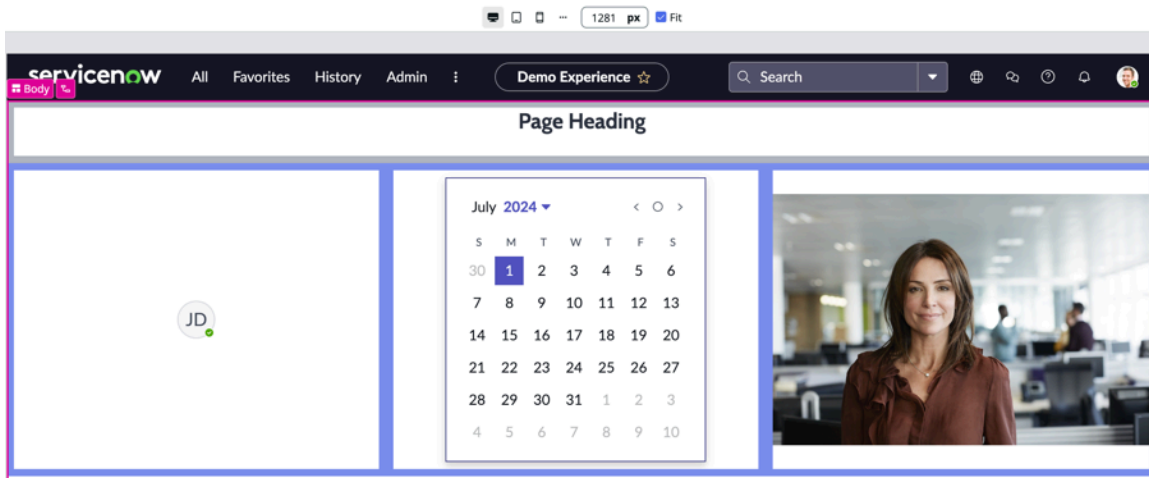 1281 px Fit
servicenow All Favorites History Admin Demo Experience Search
Body
Page Heading
July 2024
S M T W T F S
30 1 2 3 4 5 6
7 8 9 10 11 12 13
JD
14 15 16 17 18 19 20
21 22 23 24 25 26 27
28 29 30 31 1 2 3
4 5 6 7 8 9 10